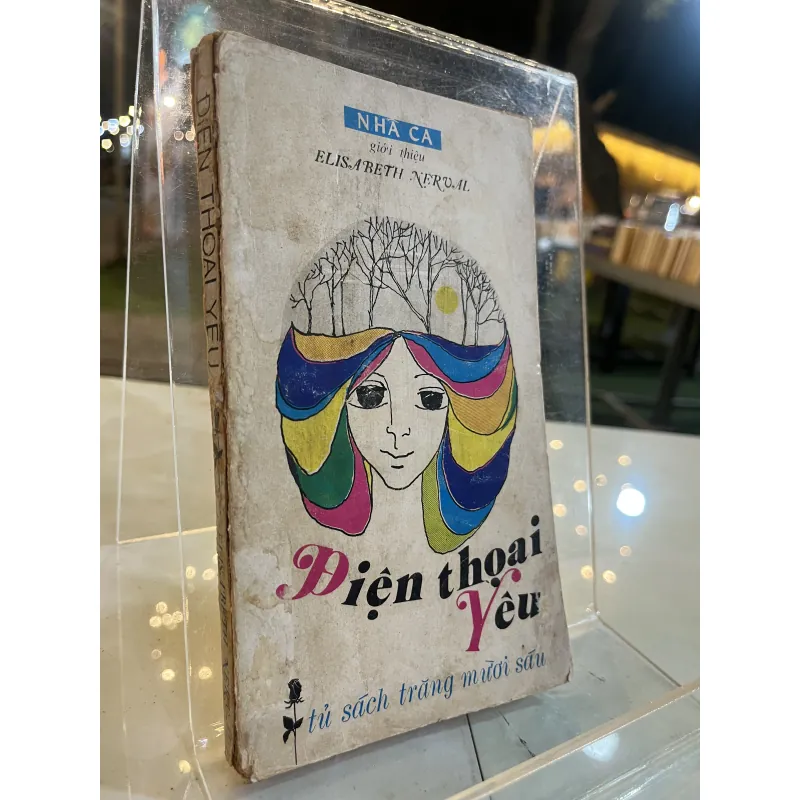 NHÃ CA
giới thiệu
ELISABETH NERVAL
Điện thoại
Yêu
tủ sách trăng mười sáu
ĐIỆN THOẠI YÊU